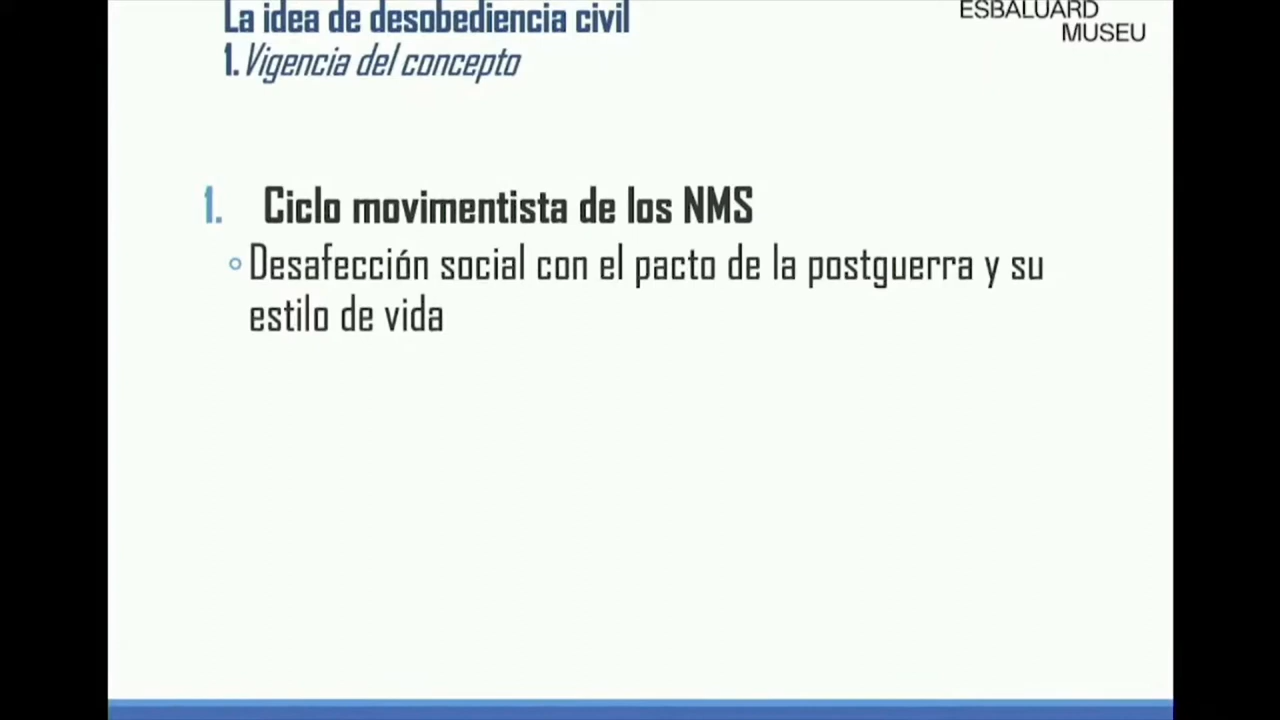 La idea de desobediencia civil
ESBALUARD
MUSEU
1. Vigencia del concepto
1. Ciclo movimentista de los NMS
Desafección social con el pacto de la postguerra y su
estilo de vida